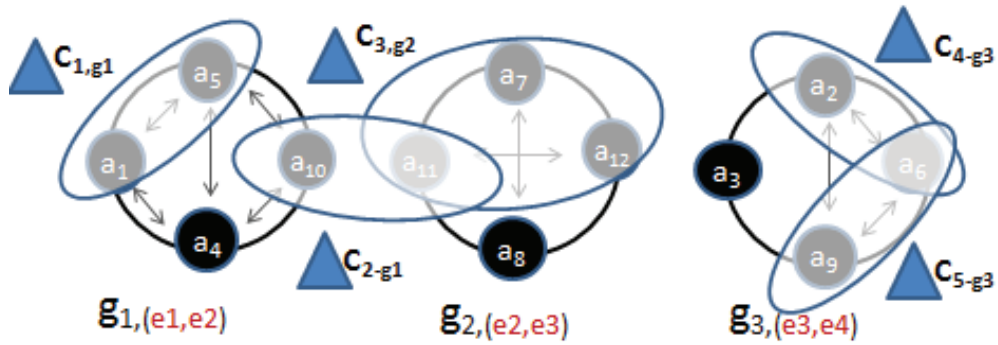 C1,g1
a5
C3,g2
a7
C4-g3
a2
a1
a10
a11
a12
a3
a6
a4
a8
a9
C2-g1
C5-g3
g1,(e1,e2)
g2,(e2,e3)
g3,(e3,e4)